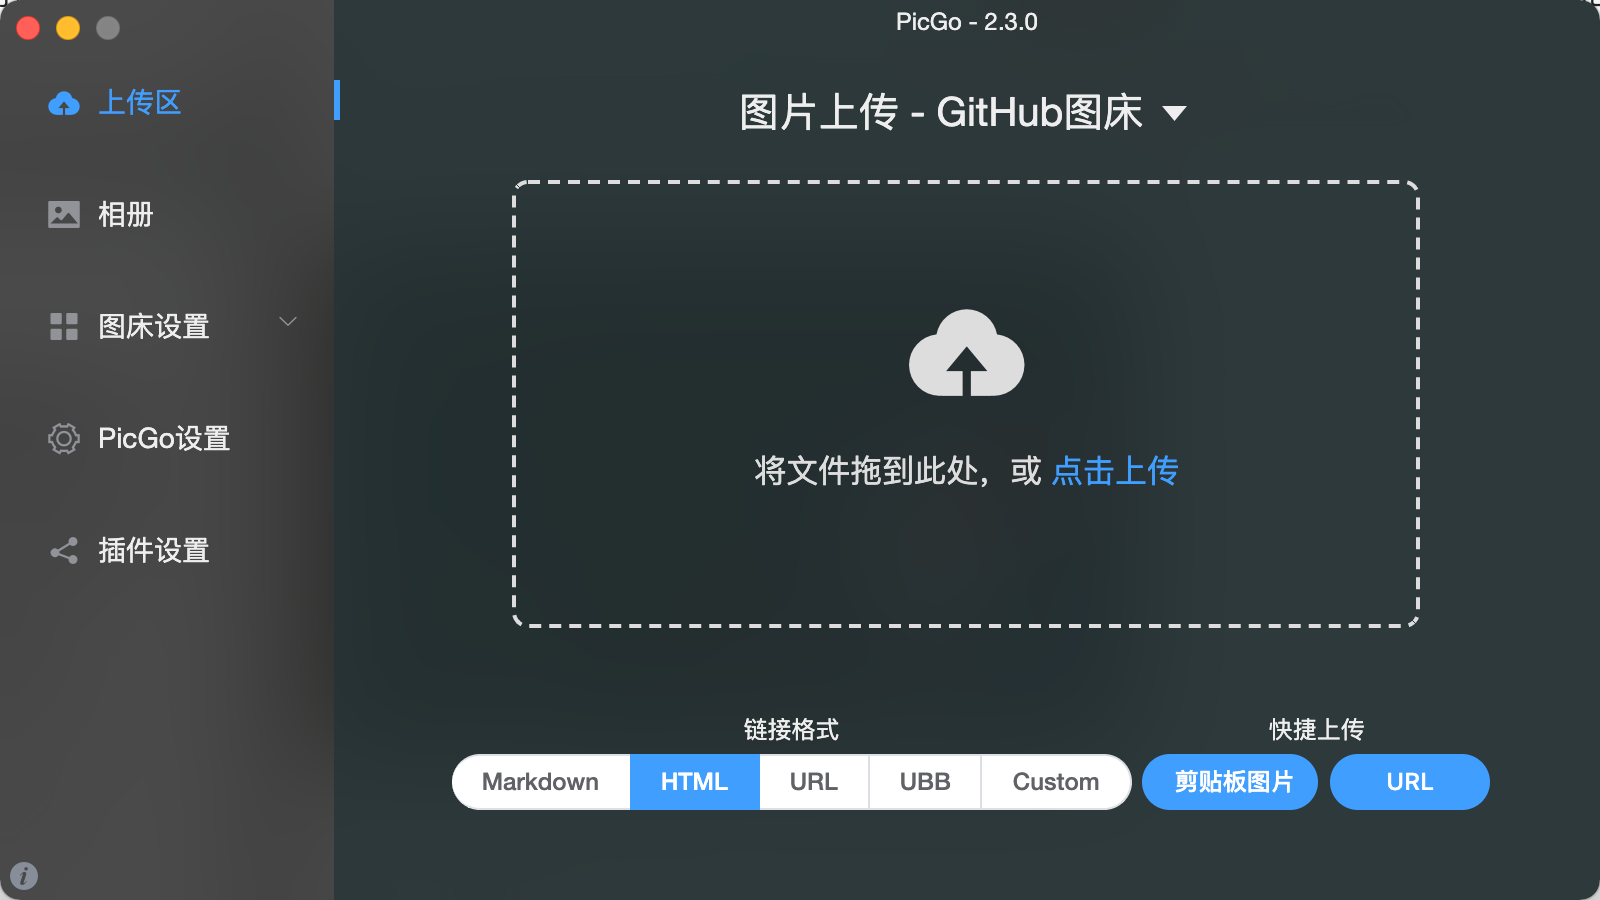 PicGo - 2.3.0
上传区
相册
图床设置
PicGo设置
插件设置
图片上传 - GitHub图床
将文件拖到此处，或 点击上传
链接格式
Markdown HTML URL UBB Custom
快捷上传
剪贴板图片 URL
i